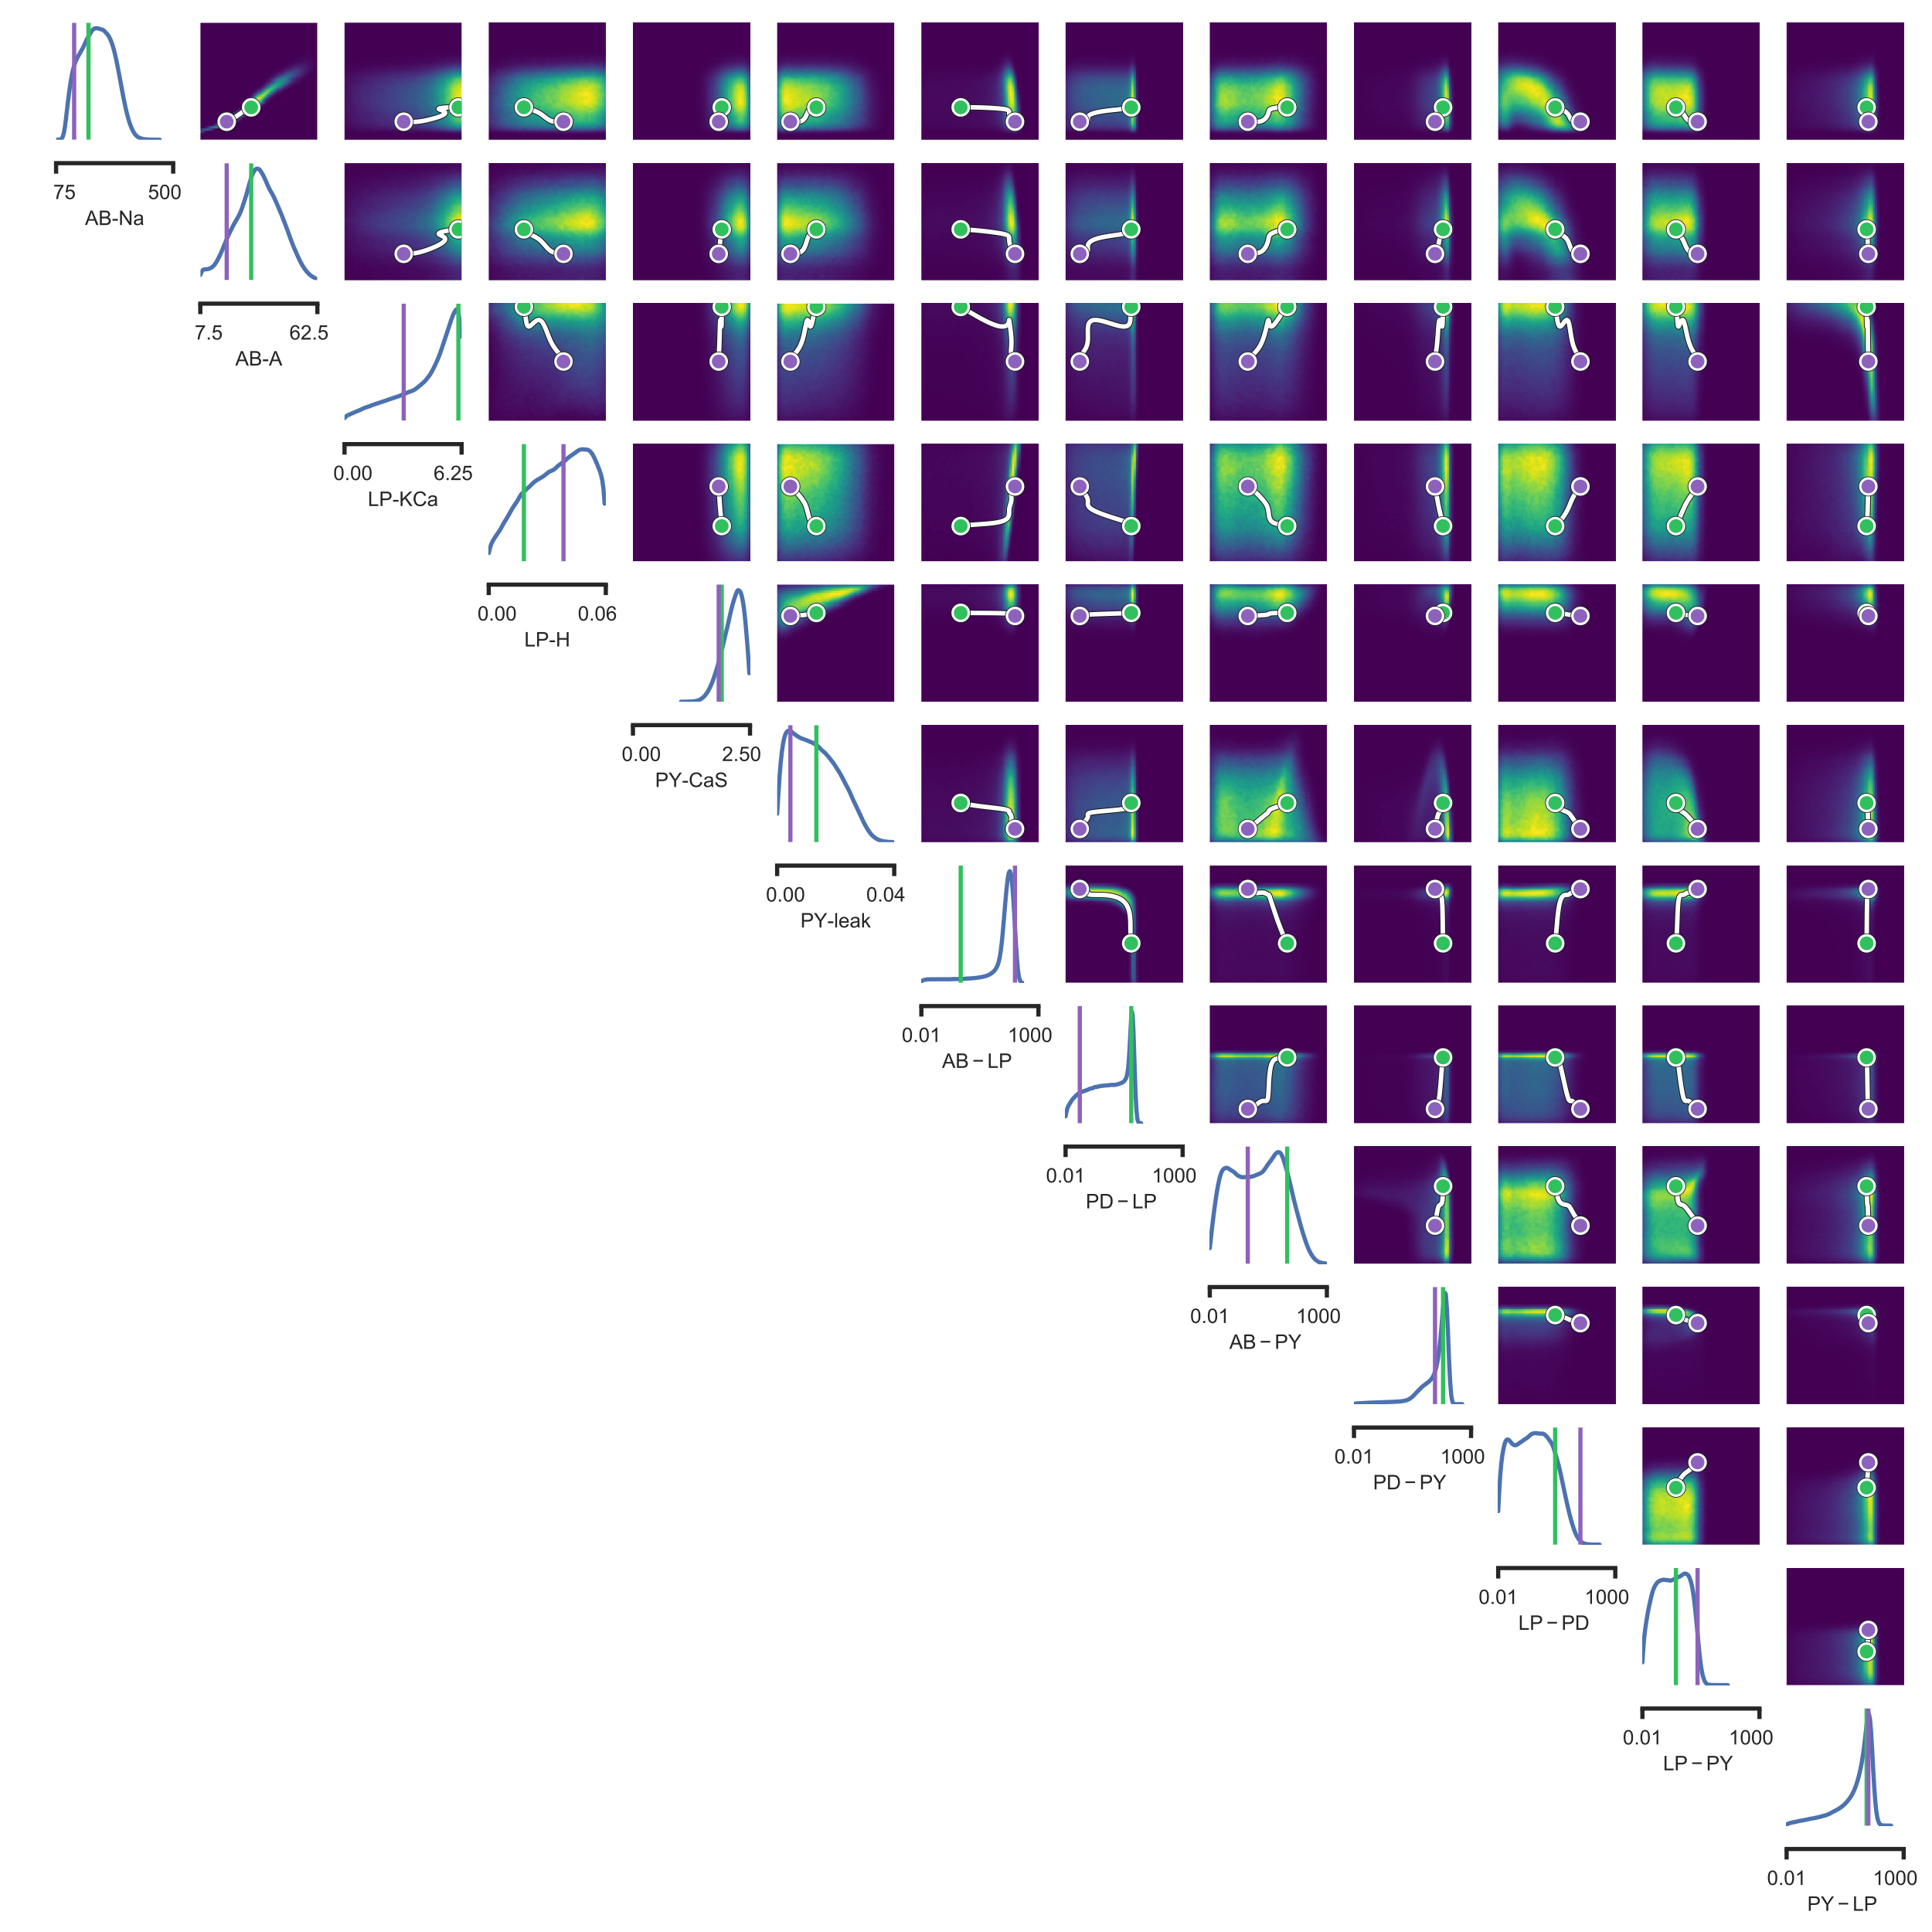 75 500
AB-Na
7.5 62.5
AB-A
0.00 6.25
LP-KCa
0.00 0.06
LP-H
0.00 2.50
PY-CaS
0.00 0.04
PY-leak
0.01 1000
AB – LP
0.01 1000
PD – LP
0.01 1000
AB – PY
0.01 1000
PD – PY
0.01 1000
LP – PD
0.01 1000
LP – PY
0.01 1000
PY – LP